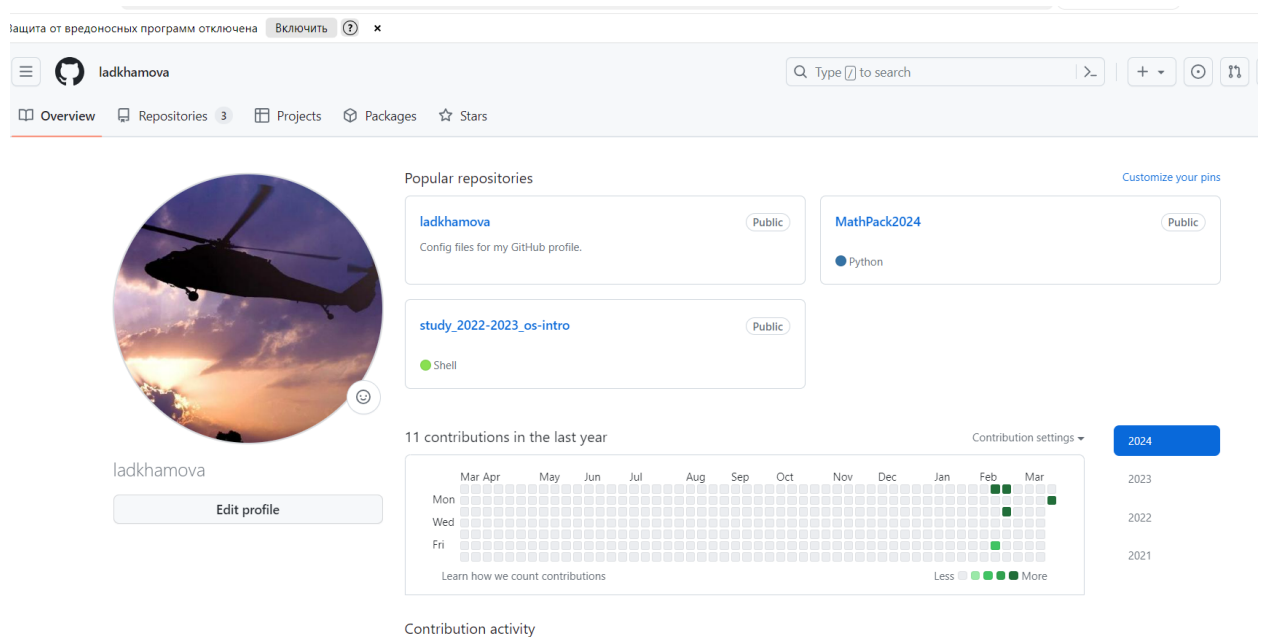 Защита от вредоносных программ отключена Включить ? ×
ladkhamova
Type / to search
Overview Repositories 3 Projects Packages Stars
Popular repositories Customize your pins
ladkhamova Public
Config files for my GitHub profile.
MathPack2024 Public
Python
study_2022-2023_os-intro Public
Shell
ladkhamova
Edit profile
11 contributions in the last year Contribution settings
2024
2023
2022
2021
Mar Apr May Jun Jul Aug Sep Oct Nov Dec Jan Feb Mar
Mon
Wed
Fri
Learn how we count contributions Less More
Contribution activity